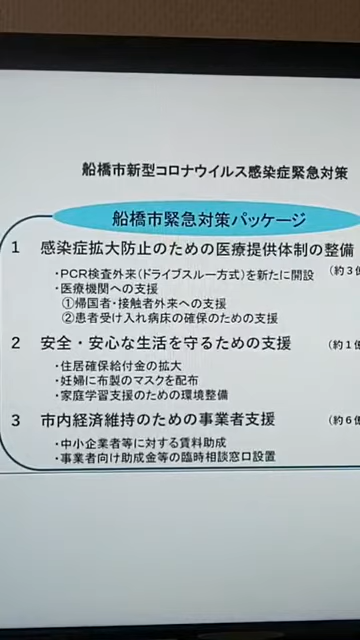 船橋市新型コロナウイルス感染症緊急対策
船橋市緊急対策パッケージ
1 感染症拡大防止のための医療提供体制の整備 (約3億
・PCR検査外来(ドライブスルー方式)を新たに開設
・医療機関への支援
①帰国者・接触者外来への支援
②患者受け入れ病床の確保のための支援
2 安全・安心な生活を守るための支援 (約1億
・住居確保給付金の拡大
・妊婦に布製のマスクを配布
・家庭学習支援のための環境整備
3 市内経済維持のための事業者支援 (約6億
・中小企業者等に対する賃料助成
・事業者向け助成金等の臨時相談窓口設置